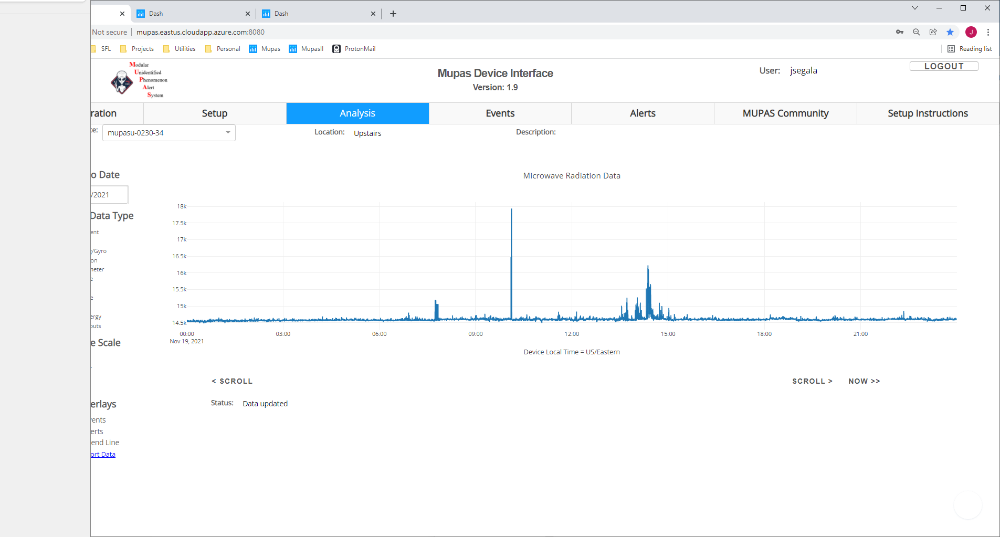 Dash
Dash
Not secure
mupas.eastus.cloudapp.azure.com:8080
J
SFL
Projects
Utilities
Personal
Mupas
MupasII
ProtonMail
Reading list
Modular
Unidentified
Phenomenon
Alert
System
Mupas Device Interface
Version: 1.9
User: jsegala
LOGOUT
ration
Setup
Analysis
Events
Alerts
MUPAS Community
Setup Instructions
ce:
mupasu-0230-34
Location: Upstairs
Description:
o Date
/2021
Data Type
ent
g/Gyro
on
meter
e
e
ergy
outs
e Scale
erlays
vents
erts
rend Line
ort Data
Microwave Radiation Data
18k
17.5k
17k
16.5k
16k
15.5k
15k
14.5k
00:00
03:00
06:00
09:00
12:00
15:00
18:00
21:00
Nov 19, 2021
Device Local Time = US/Eastern
< SCROLL
SCROLL >
NOW >>
Status: Data updated